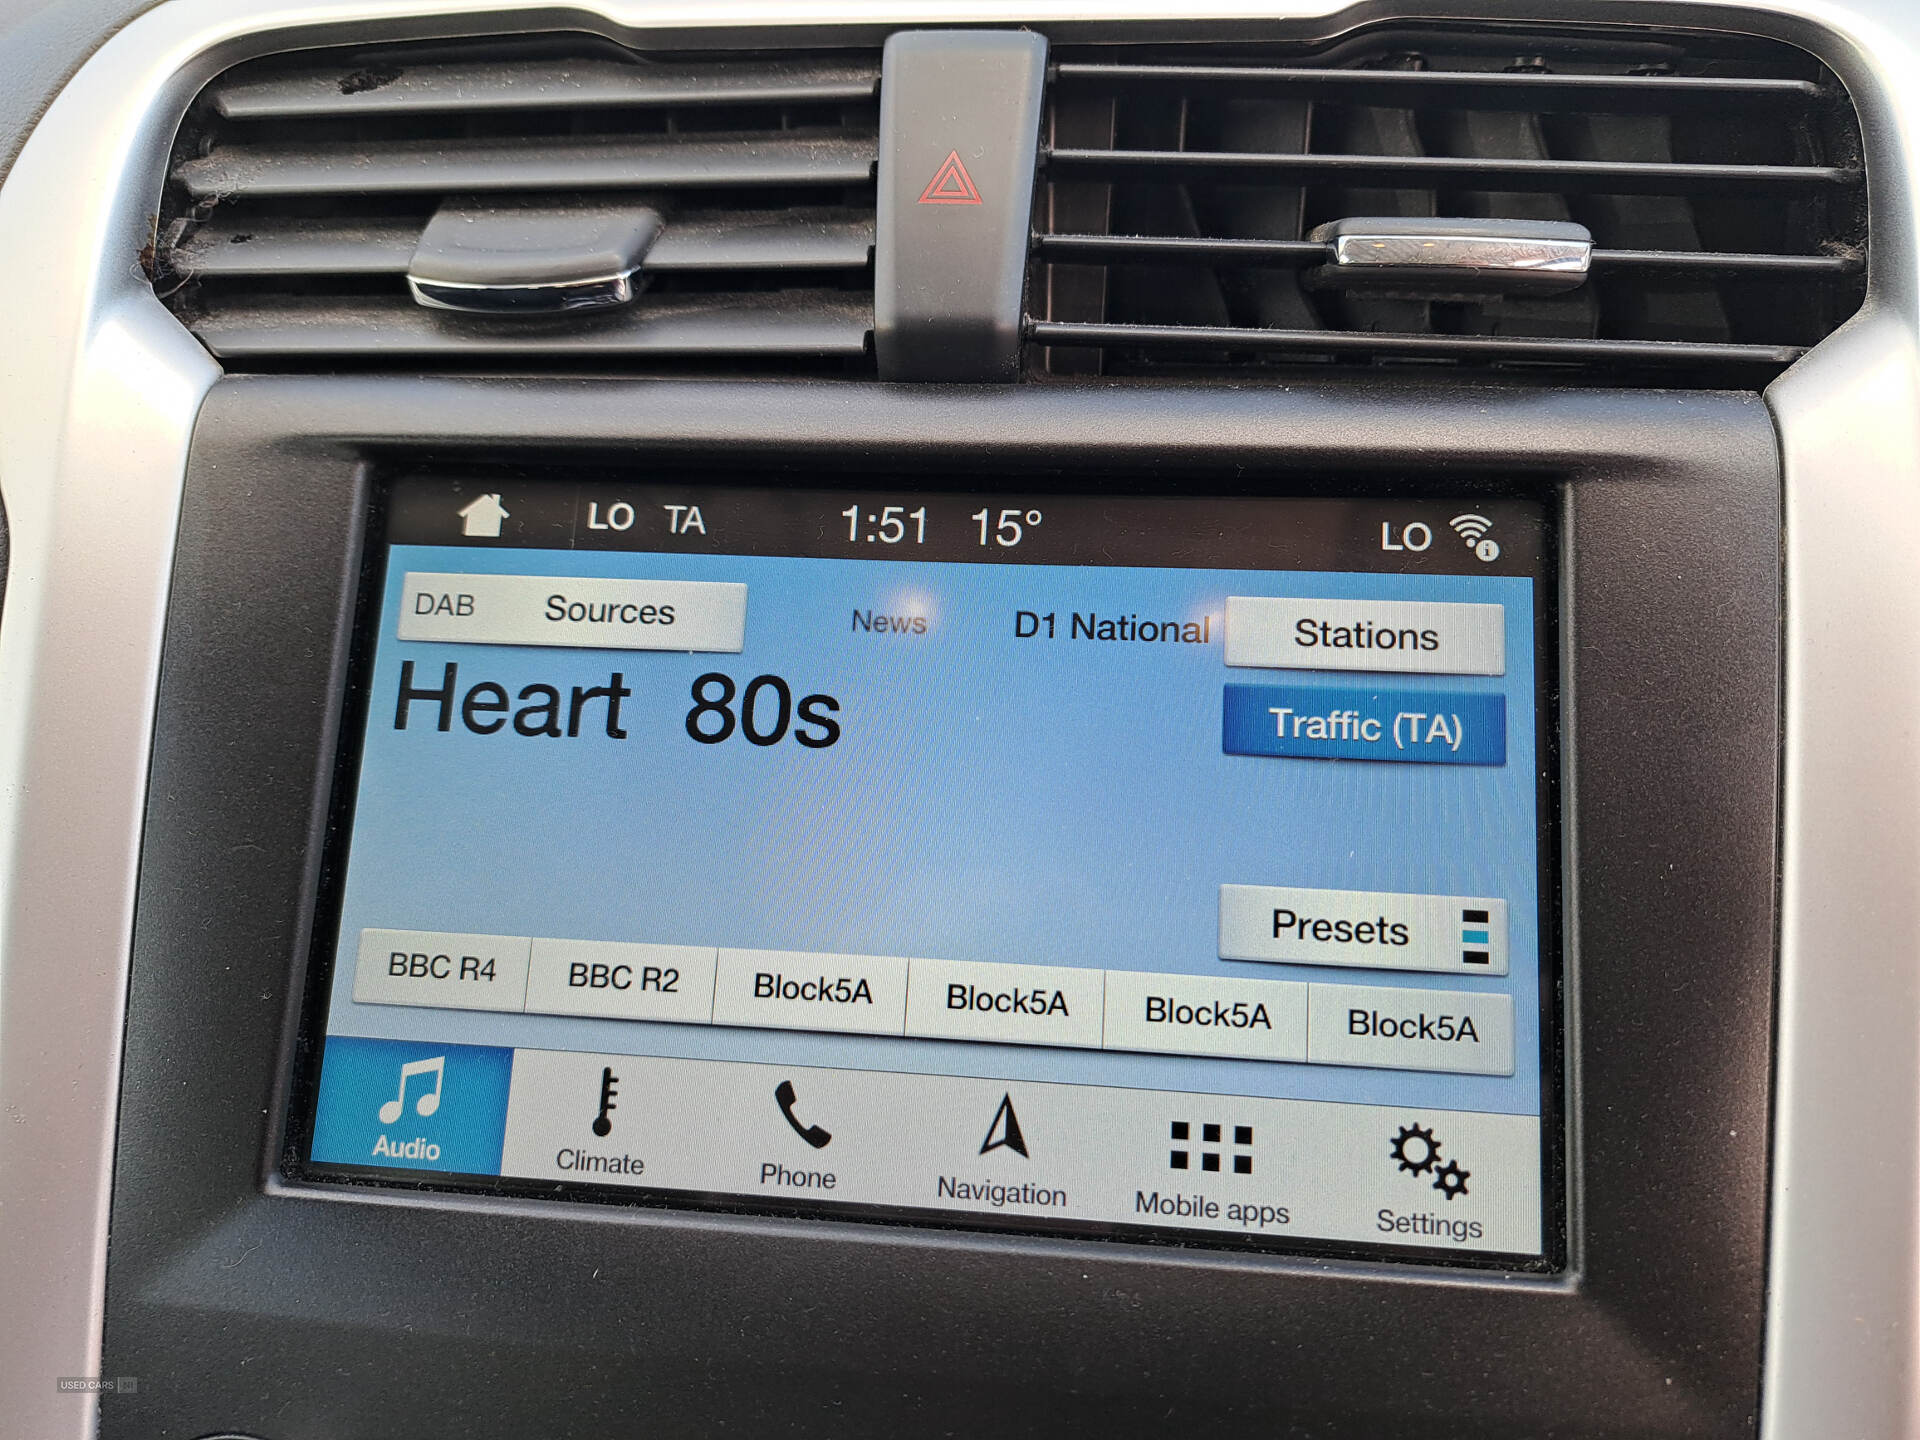 LO TA 1:51 15° LO
DAB Sources News D1 National Stations
Heart 80s
Traffic (TA)
Presets
BBC R4 BBC R2 Block5A Block5A Block5A Block5A
Audio Climate Phone Navigation Mobile apps Settings
USED CARS NI